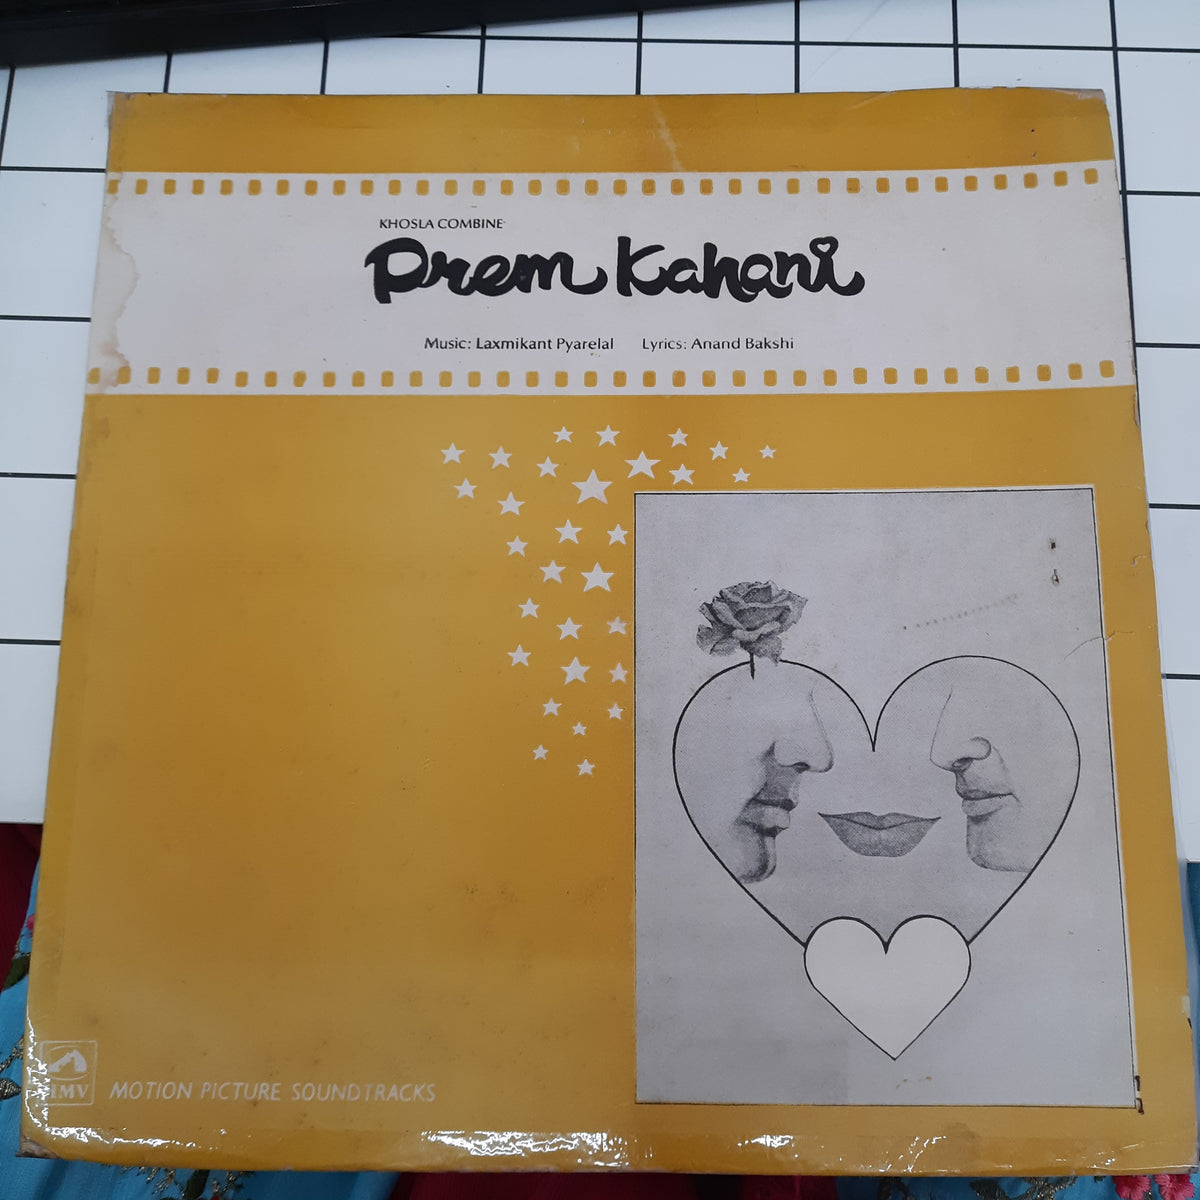 KHOSLA COMBINE
Prem Kahani
Music: Laxmikant Pyarelal Lyrics: Anand Bakshi
HMV
MOTION PICTURE SOUNDTRACKS